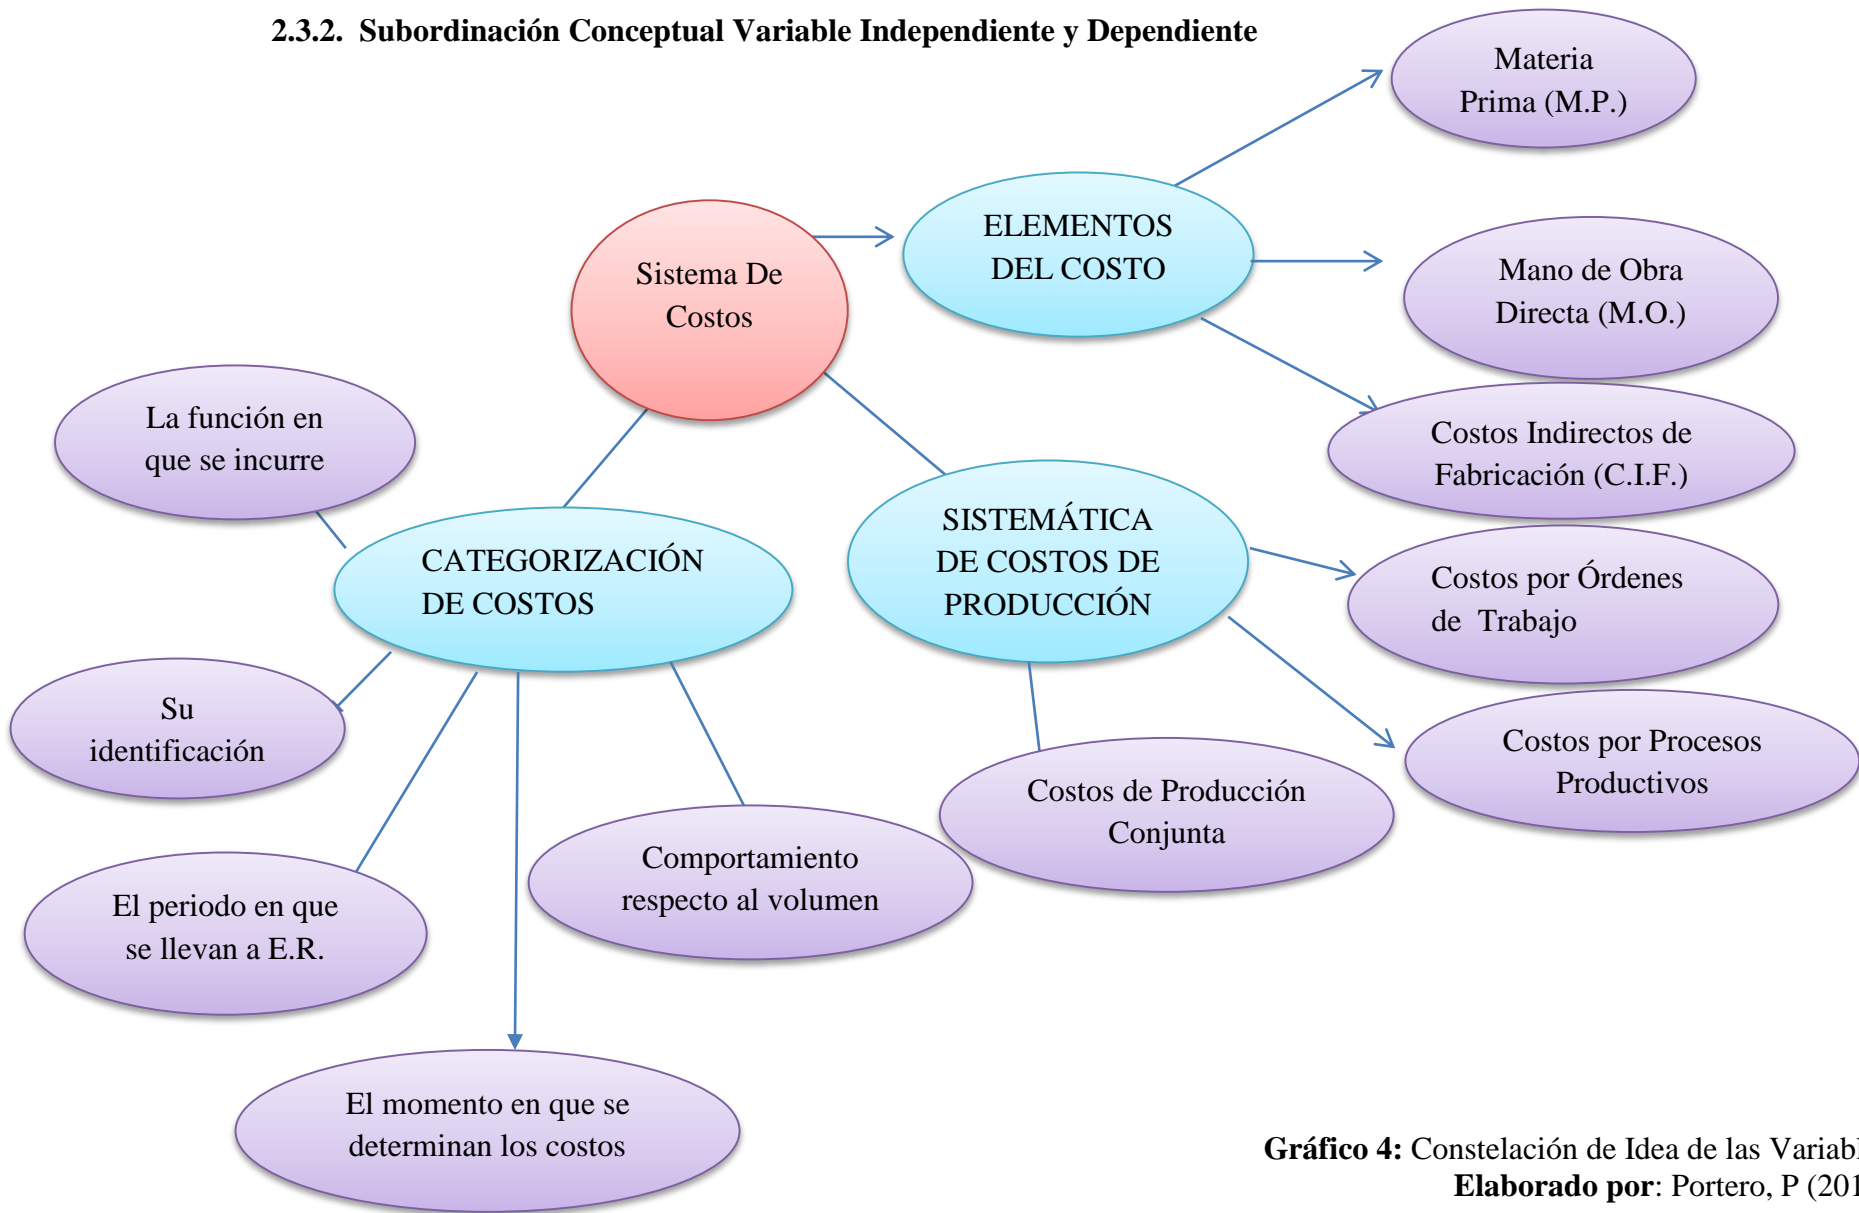 2.3.2. Subordinación Conceptual Variable Independiente y Dependiente
Materia
Prima (M.P.)
ELEMENTOS
DEL COSTO
Sistema De
Costos
Mano de Obra
Directa (M.O.)
La función en
que se incurre
Costos Indirectos de
Fabricación (C.I.F.)
CATEGORIZACIÓN
DE COSTOS
SISTEMÁTICA
DE COSTOS DE
PRODUCCIÓN
Costos por Órdenes
de Trabajo
Su
identificación
Costos por Procesos
Productivos
Costos de Producción
Conjunta
Comportamiento
respecto al volumen
El periodo en que
se llevan a E.R.
El momento en que se
determinan los costos
Gráfico 4: Constelación de Idea de las Variabl
Elaborado por: Portero, P (201